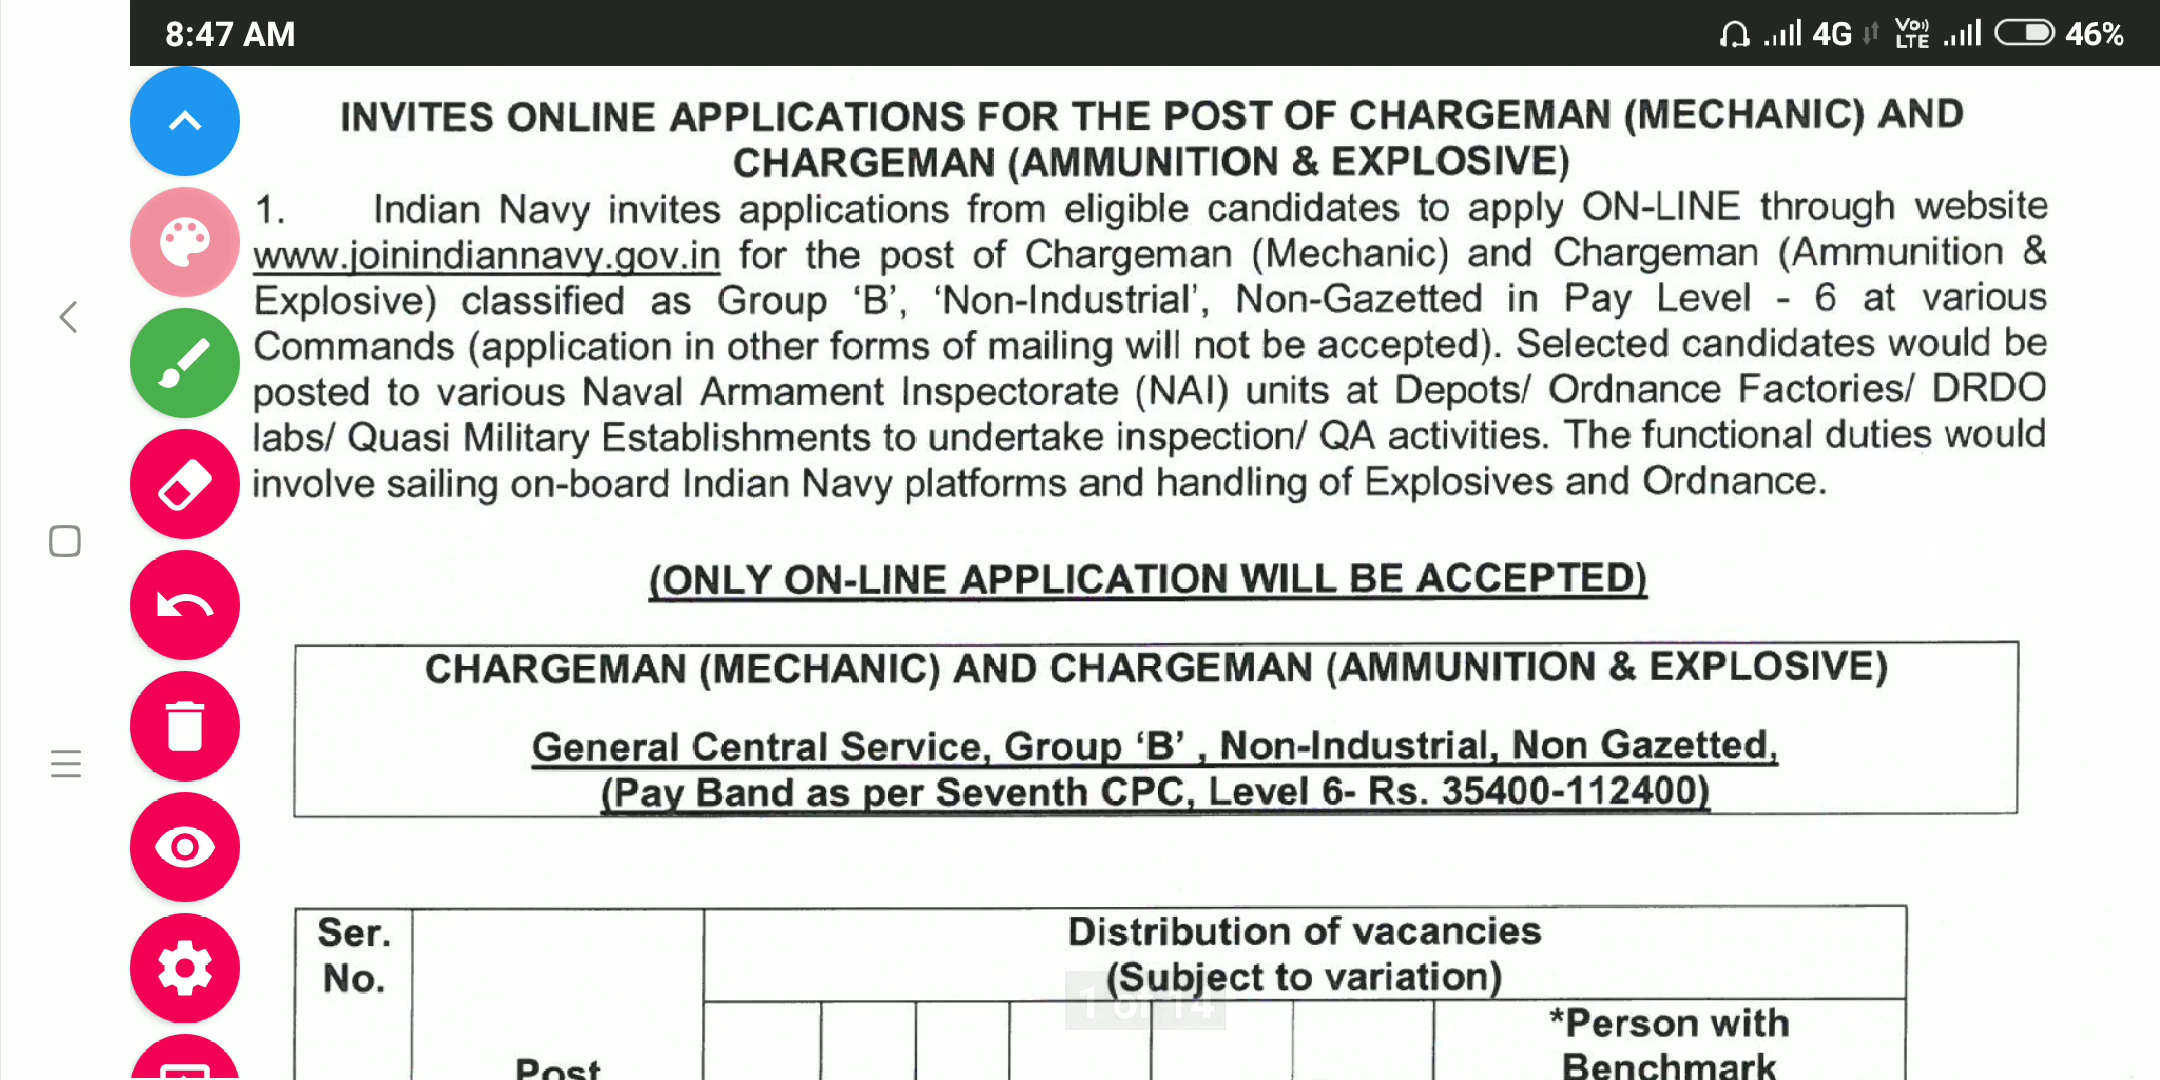 8:47 AM
4G VoLTE 46%
INVITES ONLINE APPLICATIONS FOR THE POST OF CHARGEMAN (MECHANIC) AND
CHARGEMAN (AMMUNITION & EXPLOSIVE)
1. Indian Navy invites applications from eligible candidates to apply ON-LINE through website
www.joinindiannavy.gov.in for the post of Chargeman (Mechanic) and Chargeman (Ammunition &
Explosive) classified as Group ‘B’, ‘Non-Industrial’, Non-Gazetted in Pay Level - 6 at various
Commands (application in other forms of mailing will not be accepted). Selected candidates would be
posted to various Naval Armament Inspectorate (NAI) units at Depots/ Ordnance Factories/ DRDO
labs/ Quasi Military Establishments to undertake inspection/ QA activities. The functional duties would
involve sailing on-board Indian Navy platforms and handling of Explosives and Ordnance.
(ONLY ON-LINE APPLICATION WILL BE ACCEPTED)
CHARGEMAN (MECHANIC) AND CHARGEMAN (AMMUNITION & EXPLOSIVE)
General Central Service, Group ‘B’ , Non-Industrial, Non Gazetted,
(Pay Band as per Seventh CPC, Level 6- Rs. 35400-112400)
Ser.
No.
Post
Distribution of vacancies
(Subject to variation)
1 of 14
*Person with
Benchmark